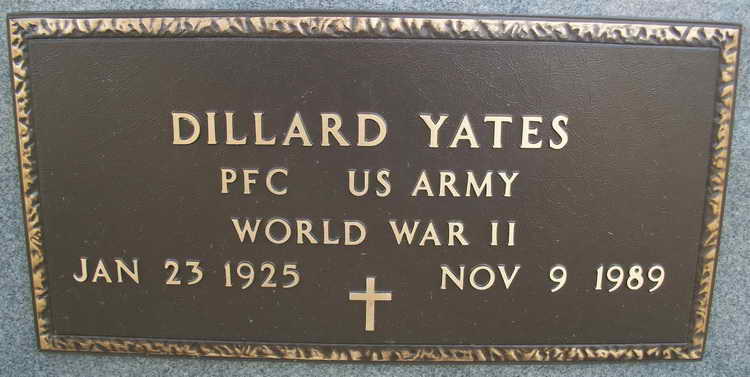 DILLARD YATES
PFC US ARMY
WORLD WAR II
JAN 23 1925 NOV 9 1989